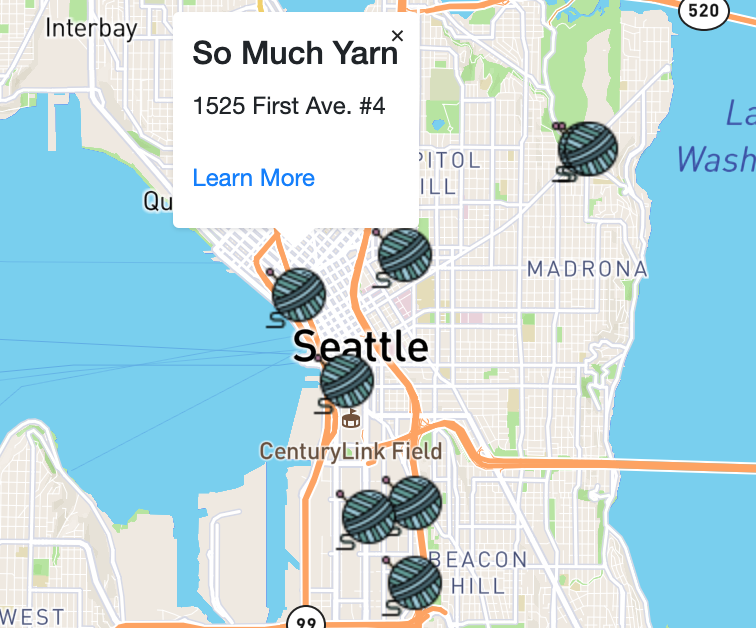 520
Interbay
×
So Much Yarn
1525 First Ave. #4
Learn More
La
Wash
PITOL
ILL
Qu
MADRONA
Seattle
CenturyLink Field
BEACON
HILL
WEST
99